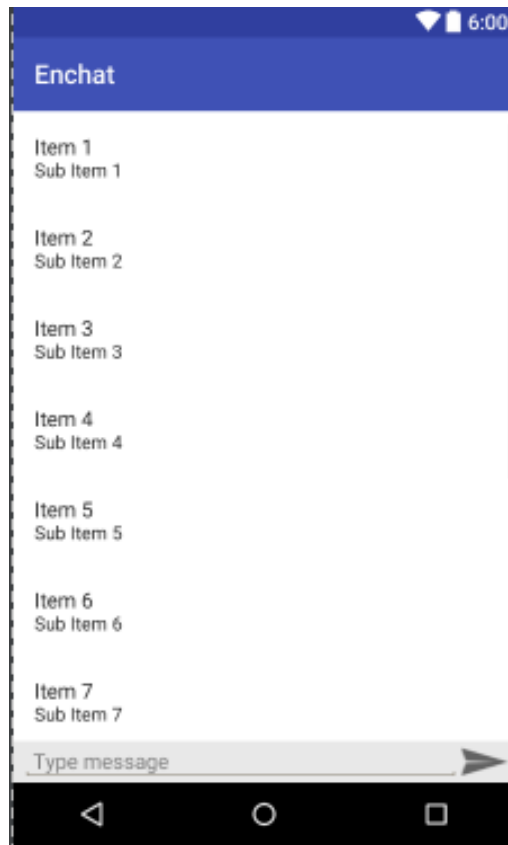 6:00
Enchat
Item 1
Sub Item 1
Item 2
Sub Item 2
Item 3
Sub Item 3
Item 4
Sub Item 4
Item 5
Sub Item 5
Item 6
Sub Item 6
Item 7
Sub Item 7
Type message